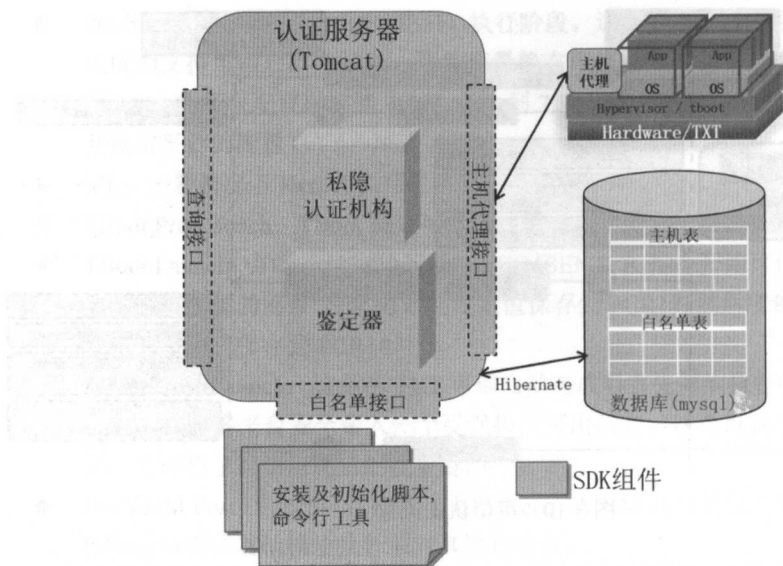 认证服务器
(Tomcat)
私隐
认证机构
鉴定器
查询接口
主机代理接口
白名单接口
主机
代理
App
App
OS
OS
Hypervisor / tboot
Hardware/TXT
主机表
白名单表
数据库(mysql)
Hibernate
安装及初始化脚本,
命令行工具
SDK组件